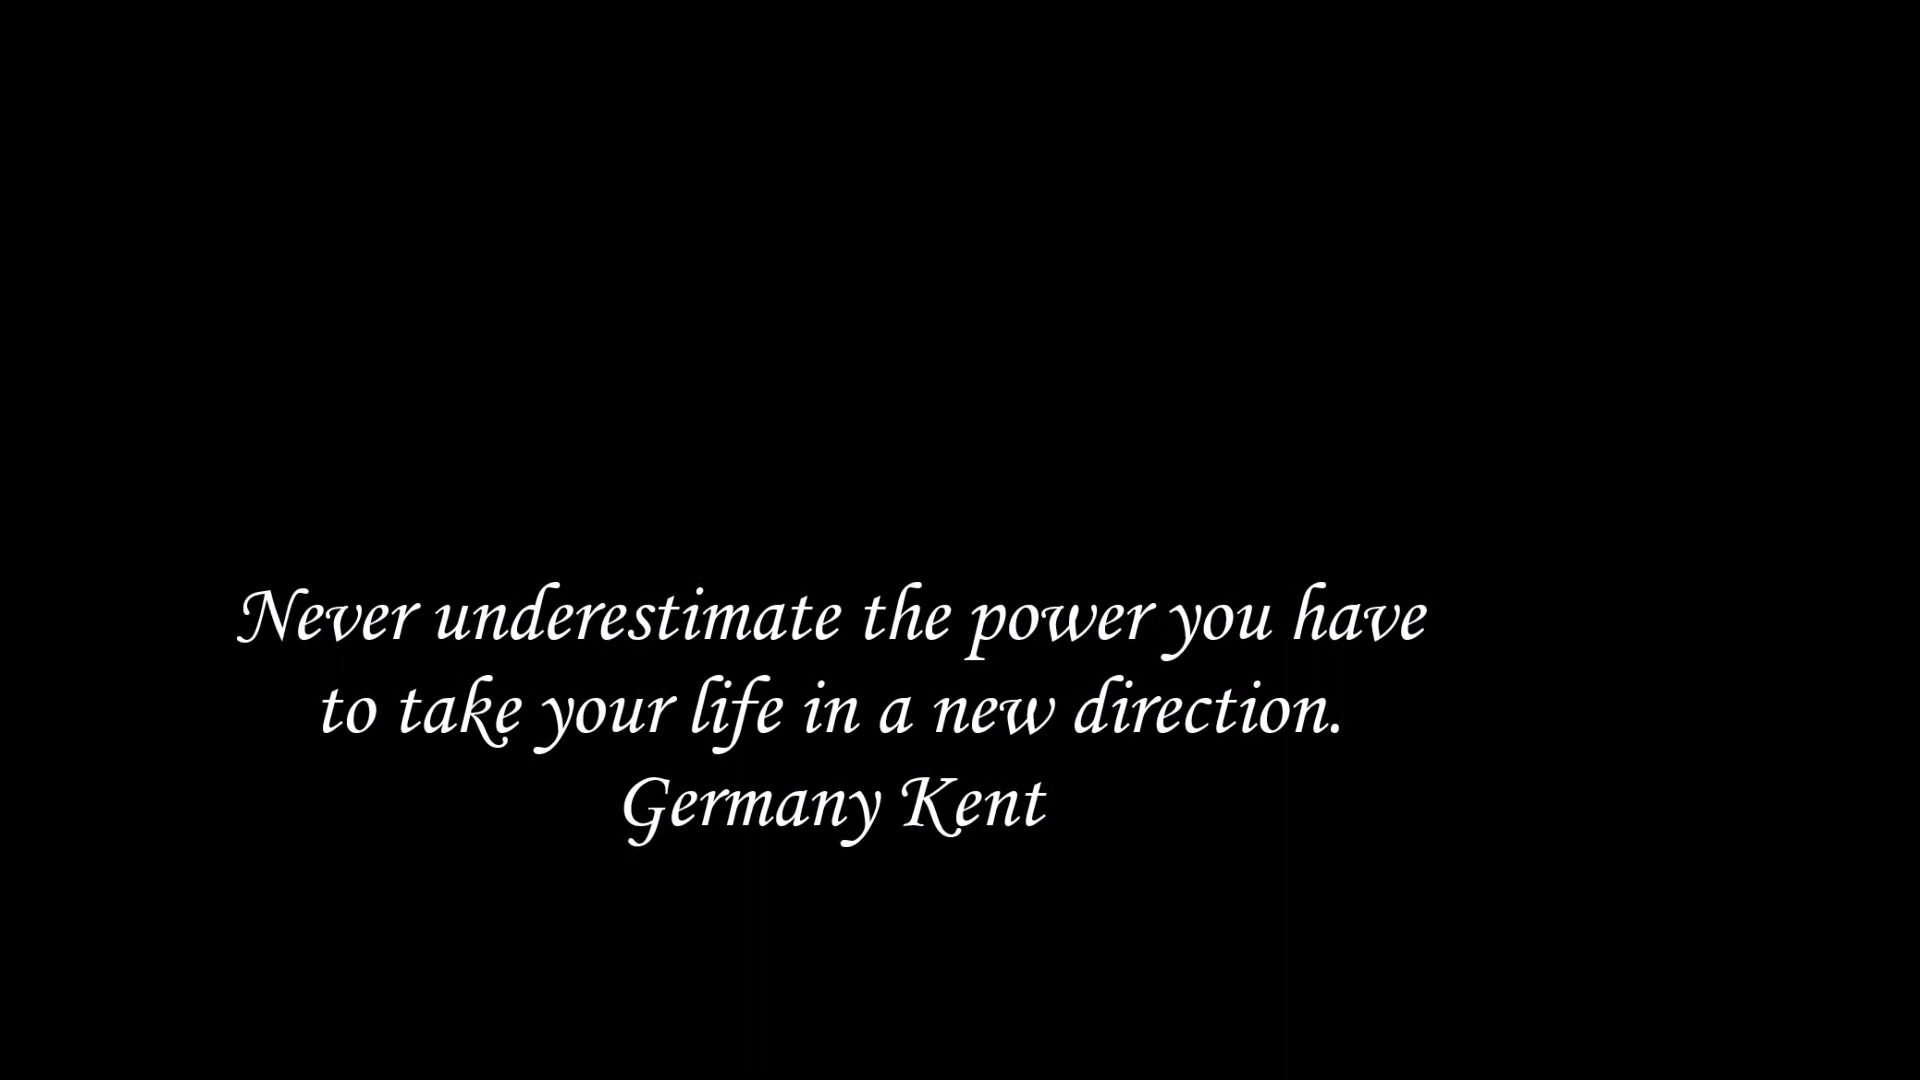 Never underestimate the power you have
to take your life in a new direction.
Germany Kent